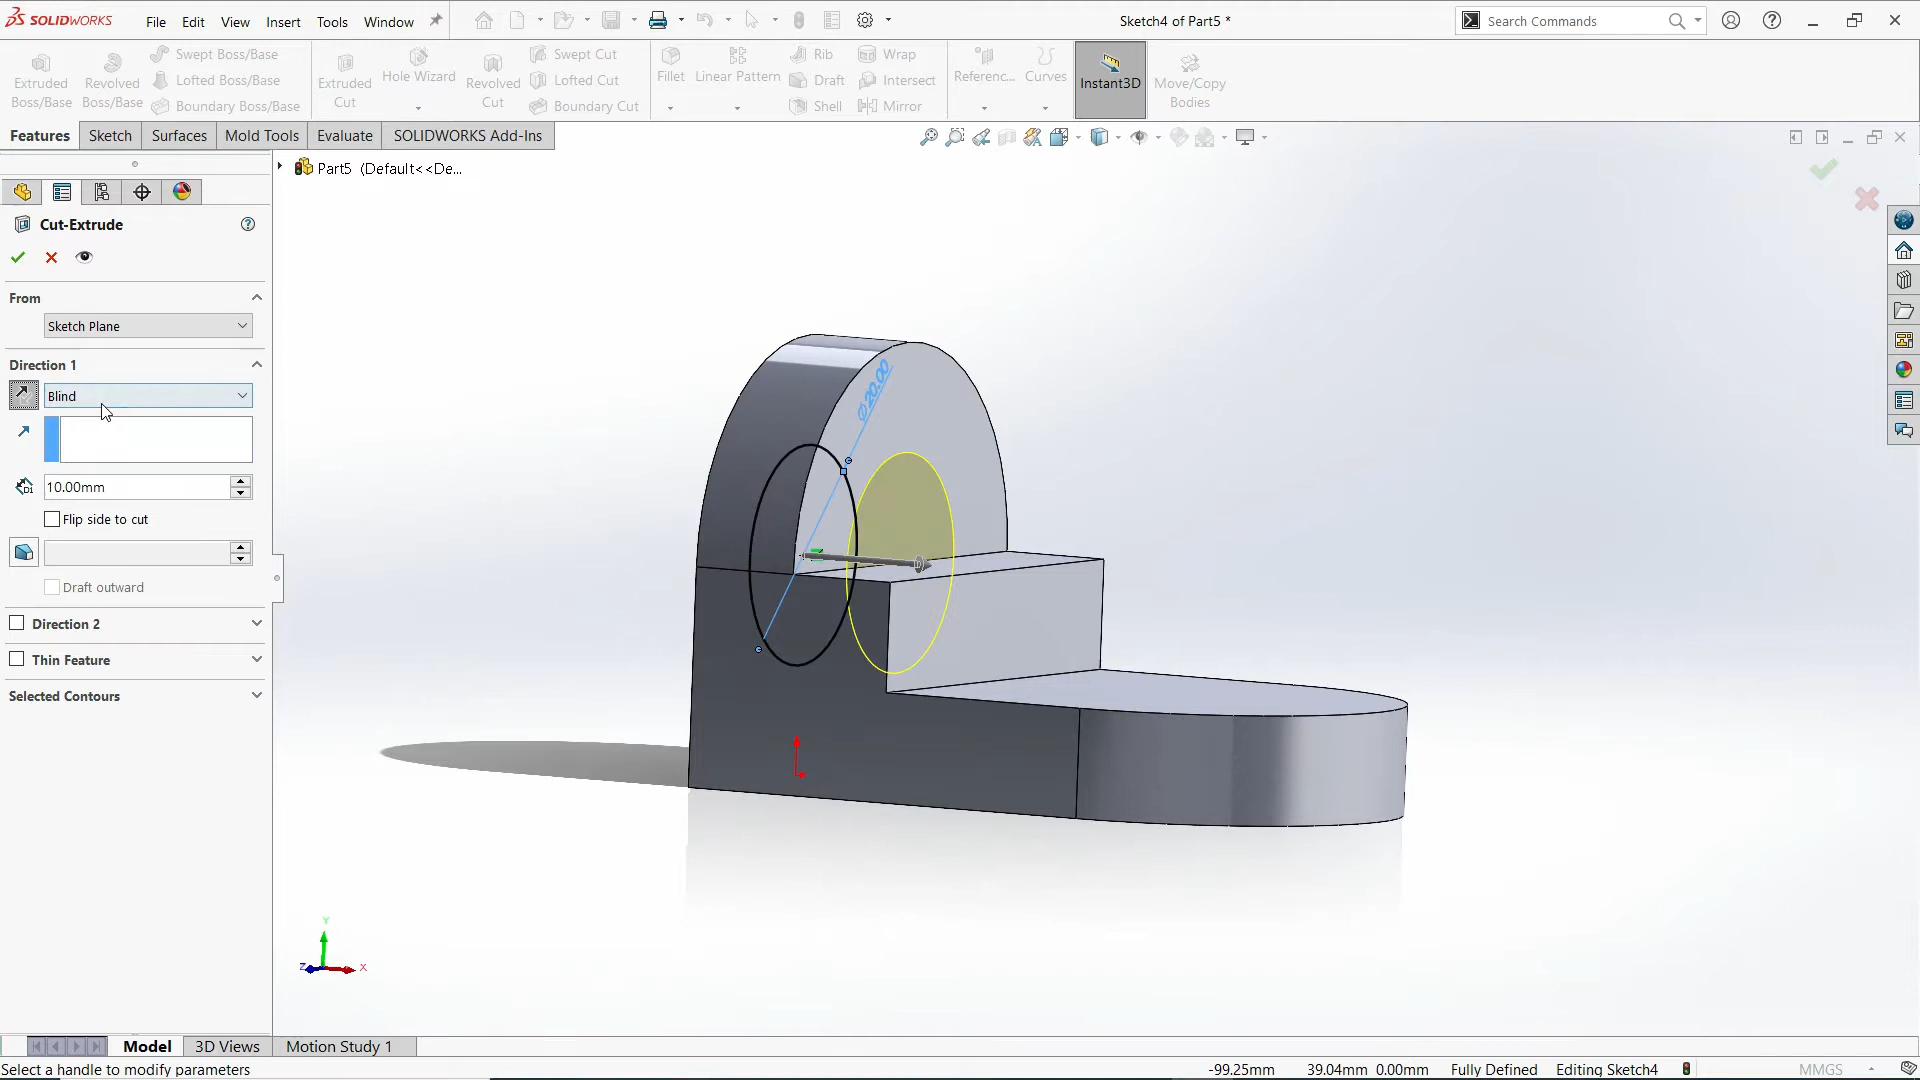 SOLIDWORKS File Edit View Insert Tools Window Sketch4 of Part5 * Search Commands
Extruded Boss/Base
Revolved Boss/Base
Swept Boss/Base
Lofted Boss/Base
Boundary Boss/Base
Extruded Cut
Hole Wizard
Revolved Cut
Swept Cut
Lofted Cut
Boundary Cut
Fillet
Linear Pattern
Rib
Draft
Shell
Wrap
Intersect
Mirror
Referenc...
Curves
Instant3D
Move/Copy Bodies
Features Sketch Surfaces Mold Tools Evaluate SOLIDWORKS Add-Ins
Part5 (Default<<De...
Cut-Extrude
From
Sketch Plane
Direction 1
Blind
D1
10.00mm
Flip side to cut
Draft outward
Direction 2
Thin Feature
Selected Contours
∅20.00
Y
Z
X
Model 3D Views Motion Study 1
Select a handle to modify parameters -99.25mm 39.04mm 0.00mm Fully Defined Editing Sketch4 MMGS